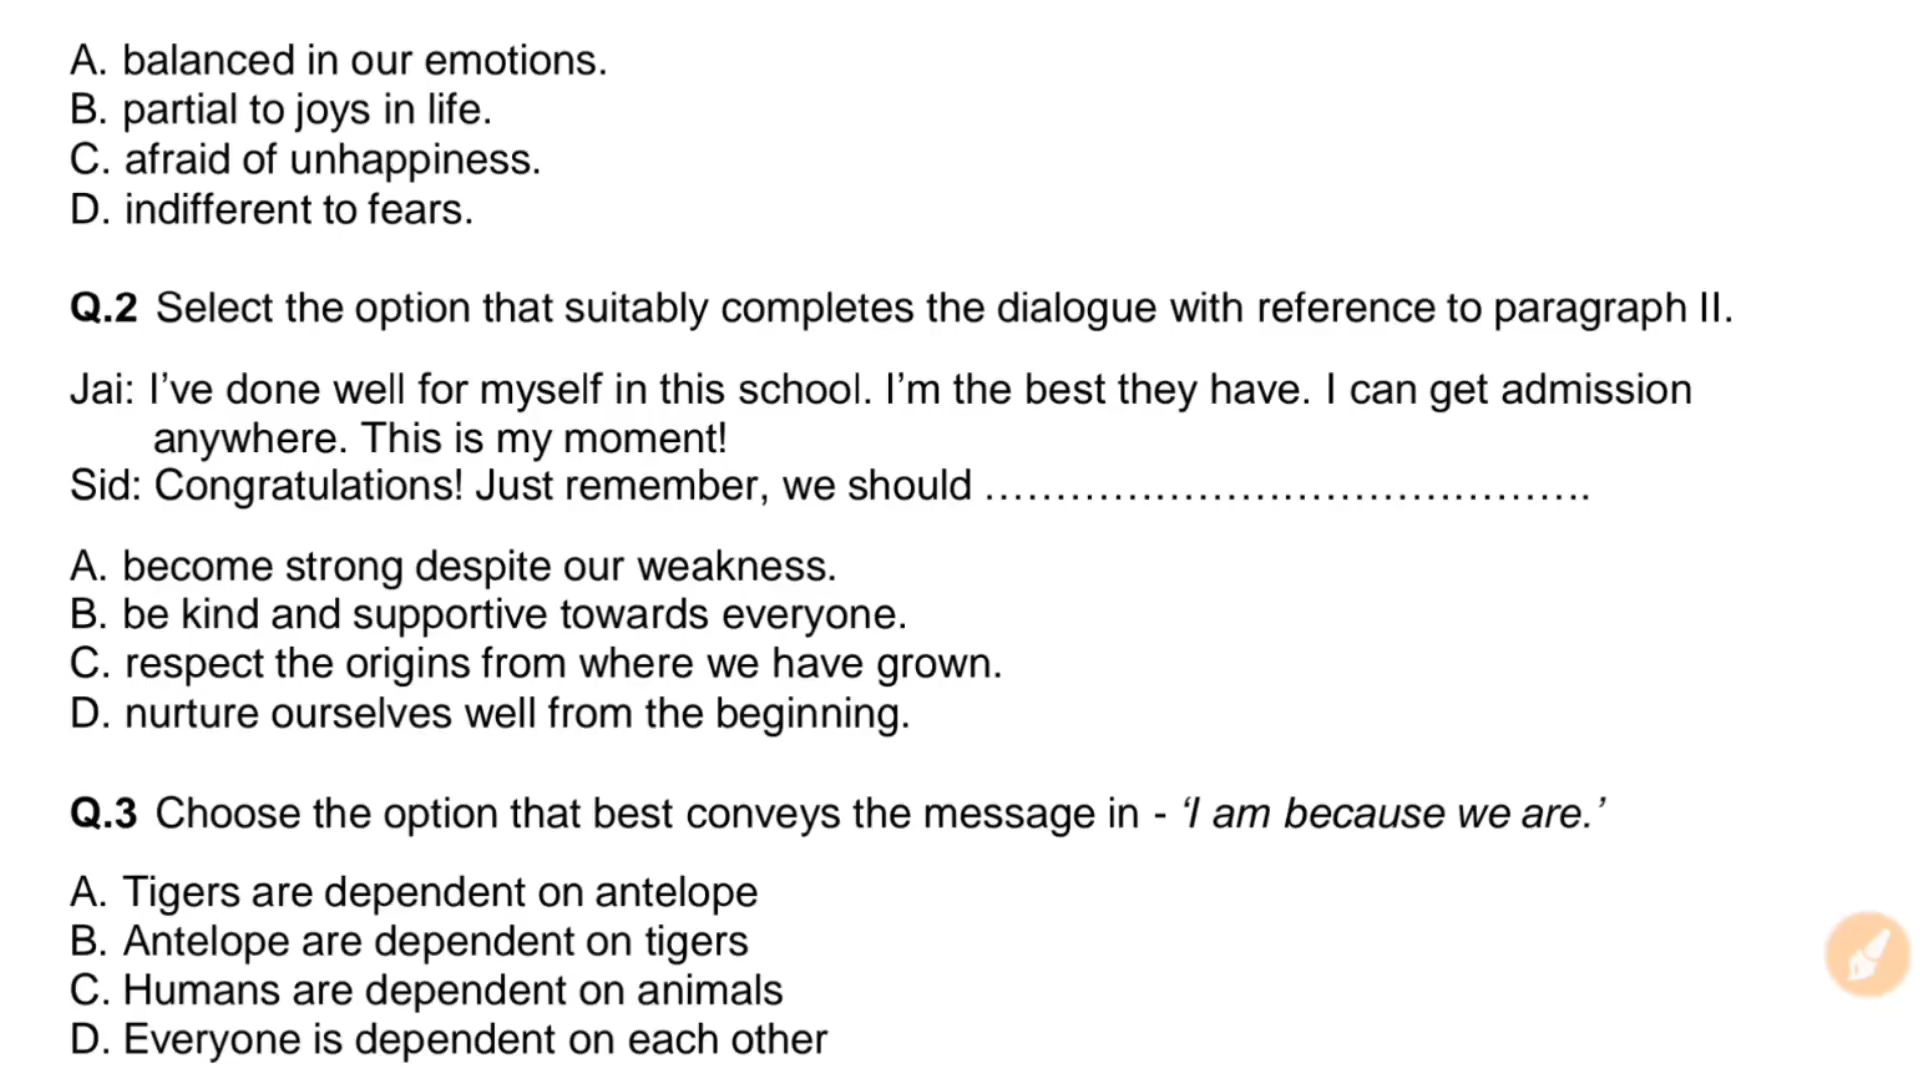 A. balanced in our emotions.
B. partial to joys in life.
C. afraid of unhappiness.
D. indifferent to fears.
Q.2 Select the option that suitably completes the dialogue with reference to paragraph II.
Jai: I’ve done well for myself in this school. I’m the best they have. I can get admission
anywhere. This is my moment!
Sid: Congratulations! Just remember, we should ……………………………………..
A. become strong despite our weakness.
B. be kind and supportive towards everyone.
C. respect the origins from where we have grown.
D. nurture ourselves well from the beginning.
Q.3 Choose the option that best conveys the message in - ‘I am because we are.’
A. Tigers are dependent on antelope
B. Antelope are dependent on tigers
C. Humans are dependent on animals
D. Everyone is dependent on each other